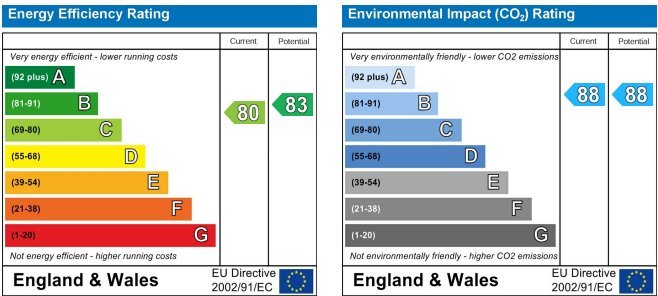 Energy Efficiency Rating
Current Potential
Very energy efficient - lower running costs
(92 plus) A
(81-91) B
(69-80) C
(55-68) D
(39-54) E
(21-38) F
(1-20) G
80
83
Not energy efficient - higher running costs
England & Wales
EU Directive
2002/91/EC
Environmental Impact (CO₂) Rating
Current Potential
Very environmentally friendly - lower CO2 emissions
(92 plus) A
(81-91) B
(69-80) C
(55-68) D
(39-54) E
(21-38) F
(1-20) G
88
88
Not environmentally friendly - higher CO2 emissions
England & Wales
EU Directive
2002/91/EC